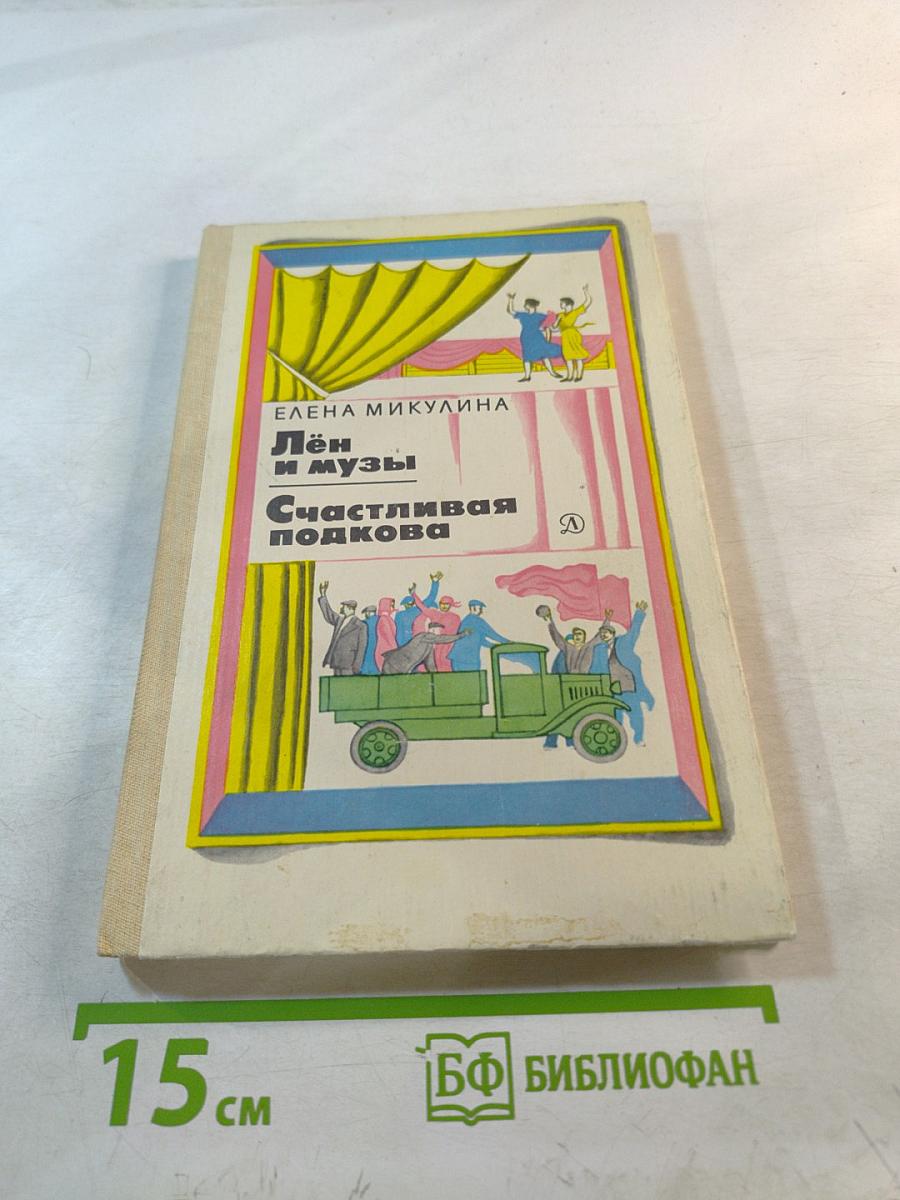 ЕЛЕНА МИКУЛИНА
Лён
и музы
Счастливая
подкова
Д
15 см
БФ БИБЛИОФАН